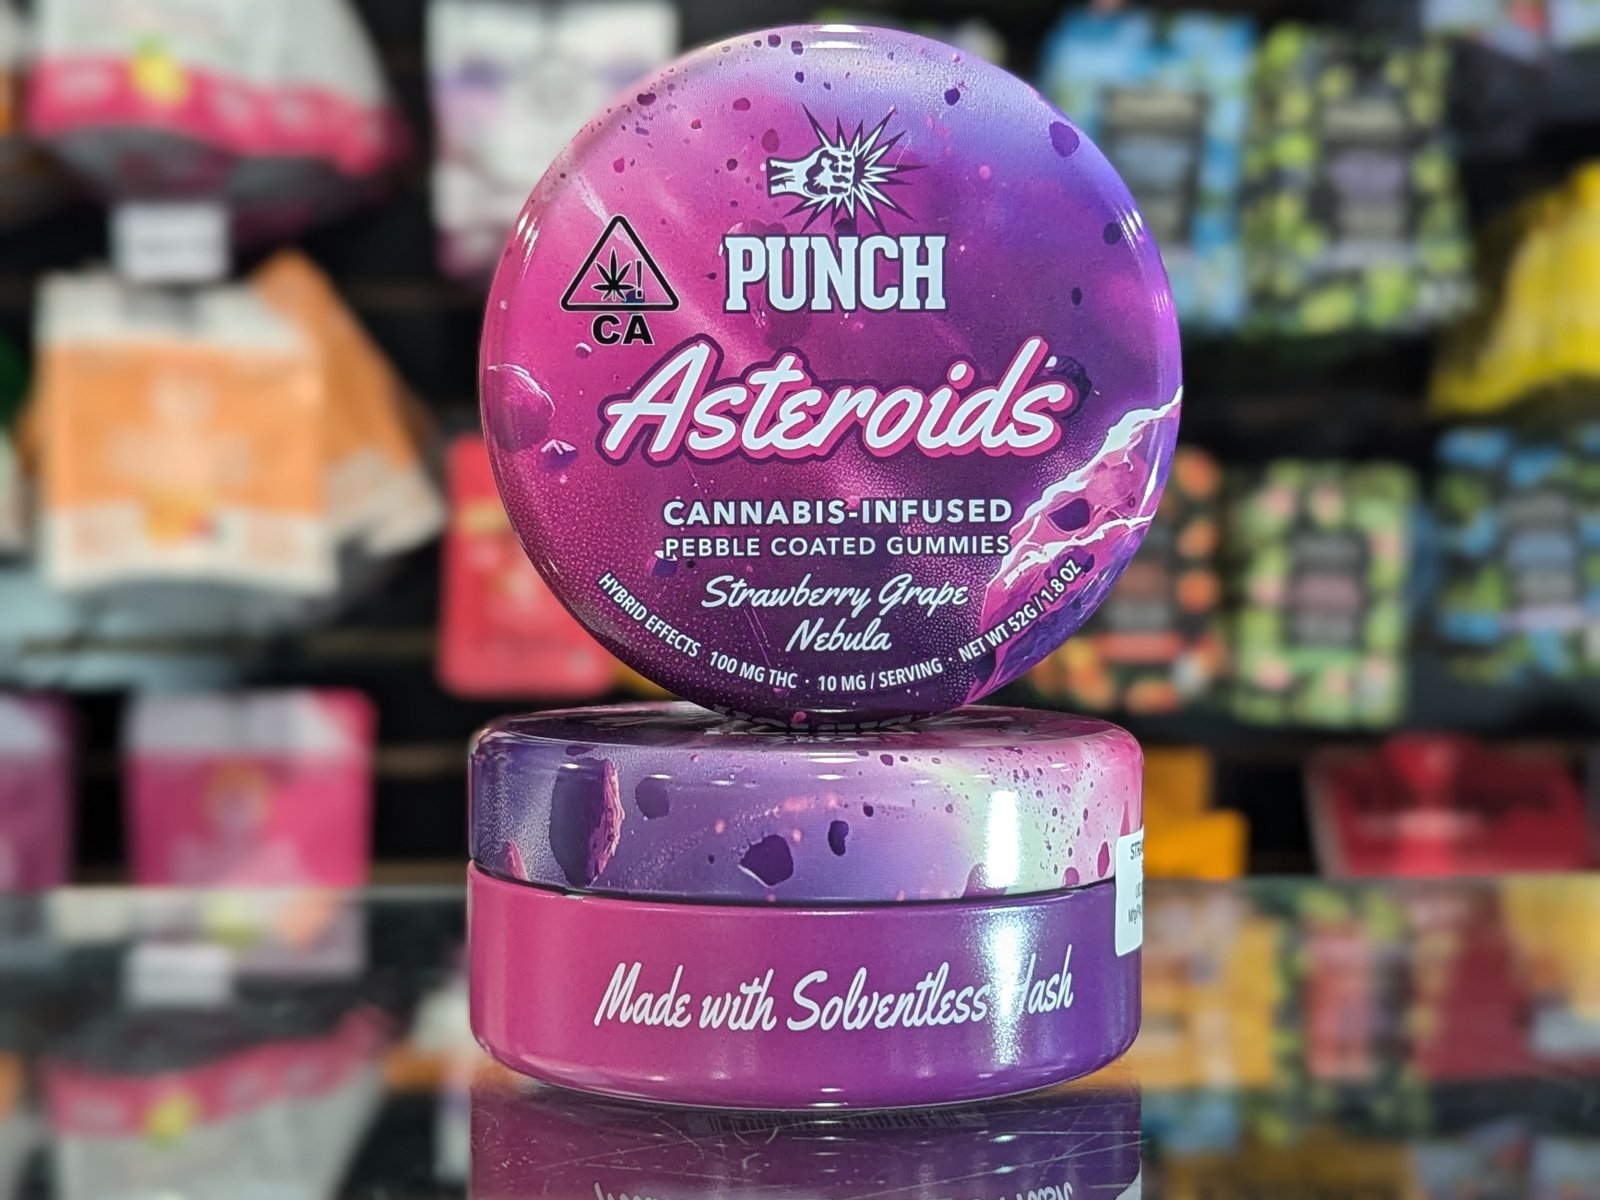 PUNCH
CA
Asteroids
CANNABIS-INFUSED
PEBBLE COATED GUMMIES
Strawberry Grape
Nebula
HYBRID EFFECTS 100 MG THC · 10 MG / SERVING · NET WT 52G / 1.8 OZ
Made with Solventless Hash